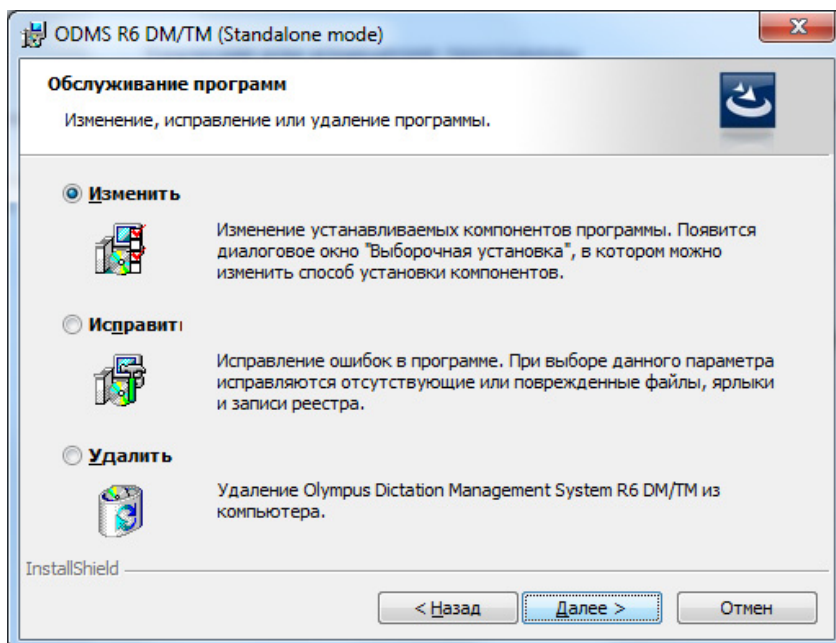 ODMS R6 DM/TM (Standalone mode)
Обслуживание программ
Изменение, исправление или удаление программы.
Изменить
Изменение устанавливаемых компонентов программы. Появится
диалоговое окно "Выборочная установка", в котором можно
изменить способ установки компонентов.
Исправит
Исправление ошибок в программе. При выборе данного параметра
исправляются отсутствующие или поврежденные файлы, ярлыки
и записи реестра.
Удалить
Удаление Olympus Dictation Management System R6 DM/TM из
компьютера.
InstallShield
< Назад
Далее >
Отмен